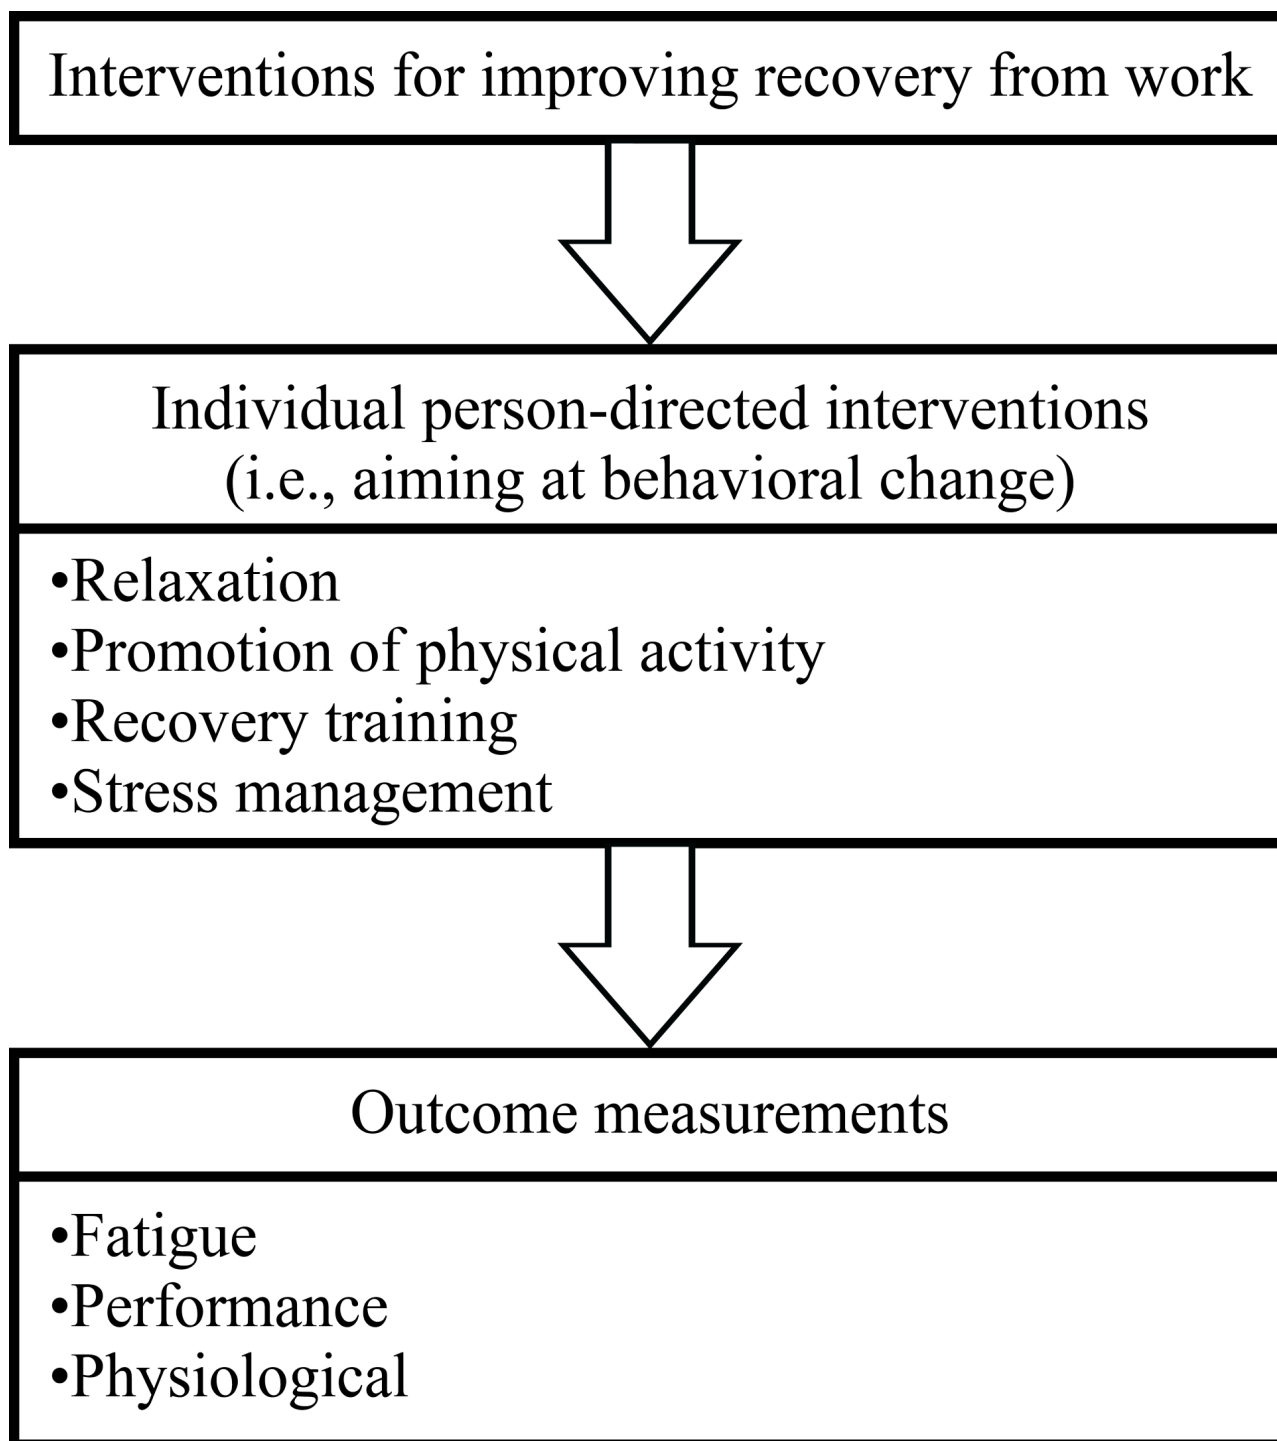 Interventions for improving recovery from work
Individual person-directed interventions
(i.e., aiming at behavioral change)
•Relaxation
•Promotion of physical activity
•Recovery training
•Stress management
Outcome measurements
•Fatigue
•Performance
•Physiological